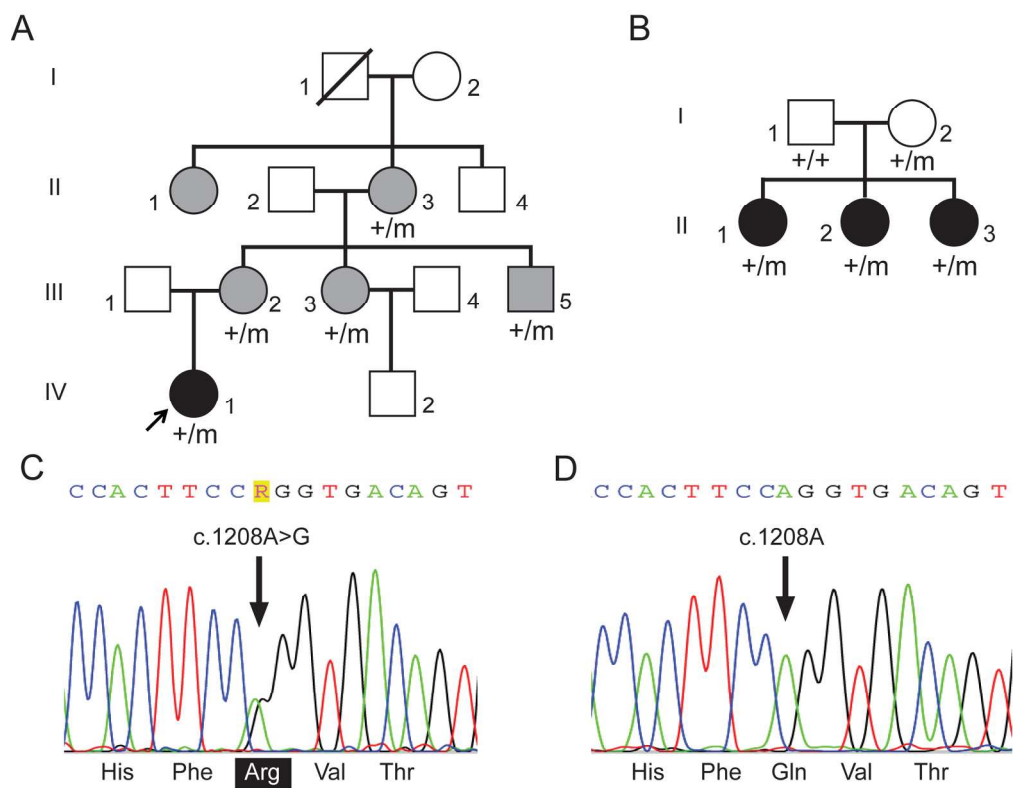 A
B
I
1
2
I
1
2
+/+
+/m
II
1
2
3
4
+/m
II
1
2
3
+/m
+/m
+/m
III
1
2
3
4
5
+/m
+/m
+/m
IV
1
2
+/m
C
D
CCACTTCCRGGTGACAGT
CCACTTCCAGGTGACAGT
c.1208A>G
c.1208A
His Phe Arg Val Thr
His Phe Gln Val Thr